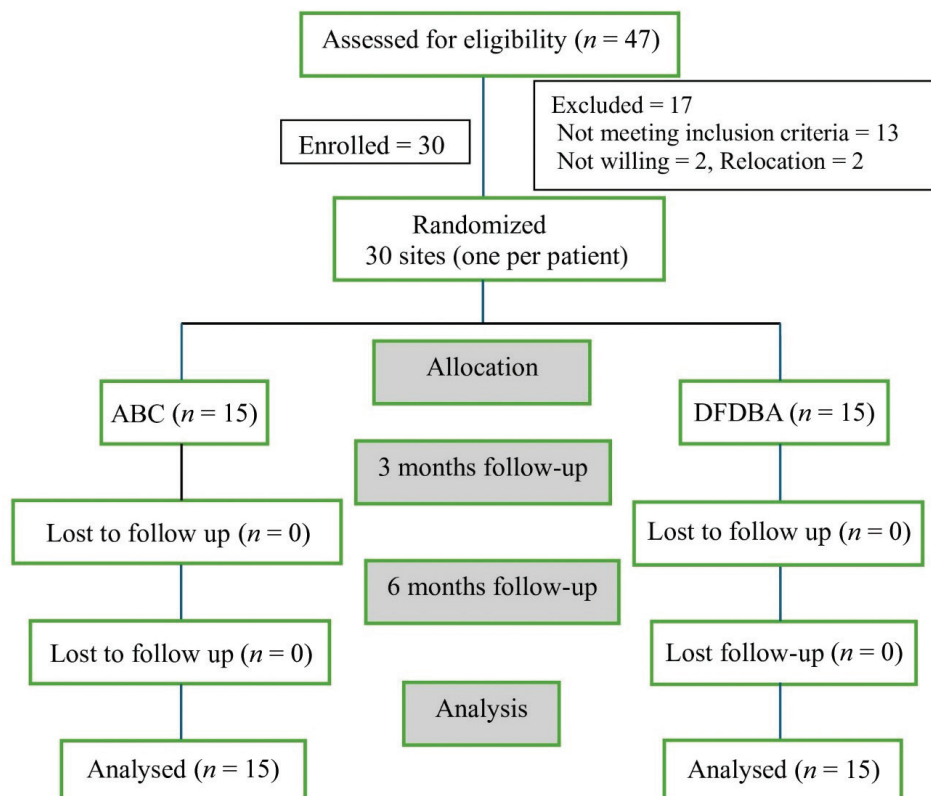 Assessed for eligibility (n = 47)
Excluded = 17
Not meeting inclusion criteria = 13
Not willing = 2, Relocation = 2
Enrolled = 30
Randomized
30 sites (one per patient)
Allocation
ABC (n = 15)
DFDBA (n = 15)
3 months follow-up
Lost to follow up (n = 0)
Lost to follow up (n = 0)
6 months follow-up
Lost to follow up (n = 0)
Lost follow-up (n = 0)
Analysis
Analysed (n = 15)
Analysed (n = 15)